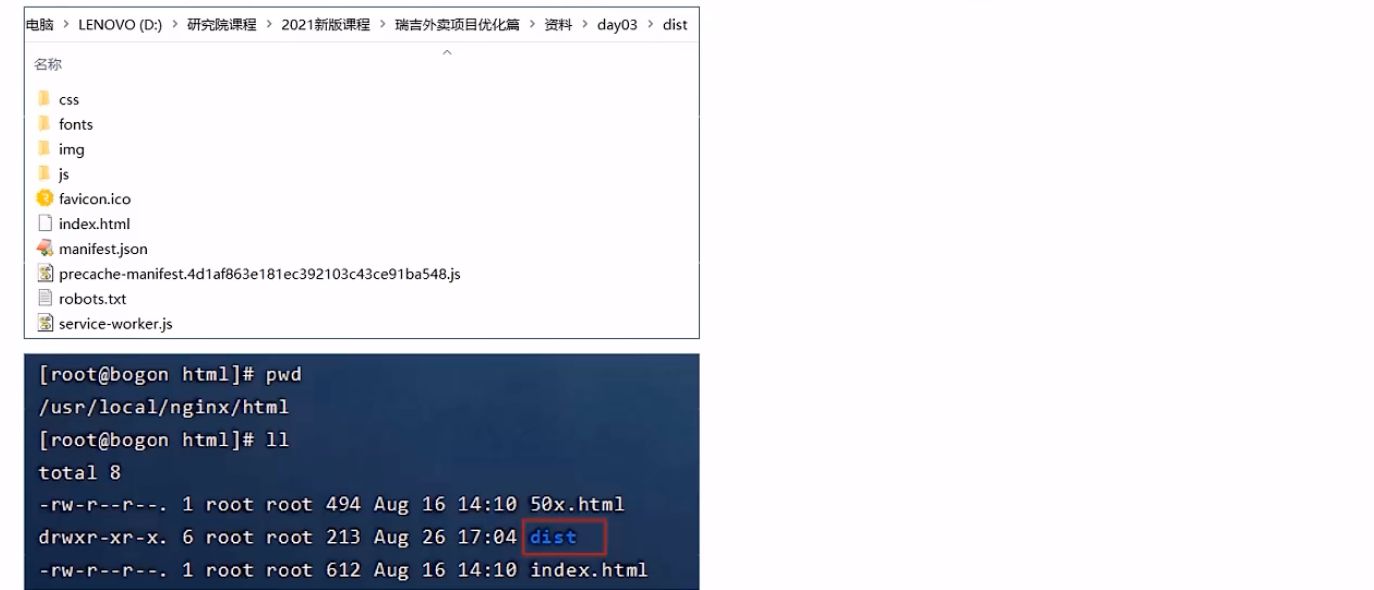 电脑 > LENOVO (D:) > 研究院课程 > 2021新版课程 > 瑞吉外卖项目优化篇 > 资料 > day03 > dist
名称
css
fonts
img
js
favicon.ico
index.html
manifest.json
precache-manifest.4d1af863e181ec392103c43ce91ba548.js
robots.txt
service-worker.js
[root@bogon html]# pwd
/usr/local/nginx/html
[root@bogon html]# ll
total 8
-rw-r--r--. 1 root root 494 Aug 16 14:10 50x.html
drwxr-xr-x. 6 root root 213 Aug 26 17:04 dist
-rw-r--r--. 1 root root 612 Aug 16 14:10 index.html